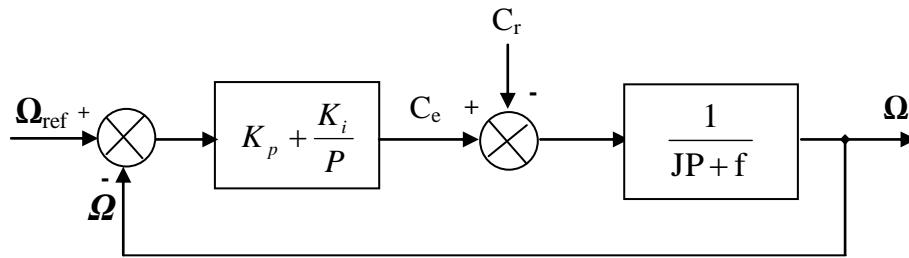 C_r
Ω_ref + - K_p + K_i/P C_e + - 1/(JP + f) Ω
Ω